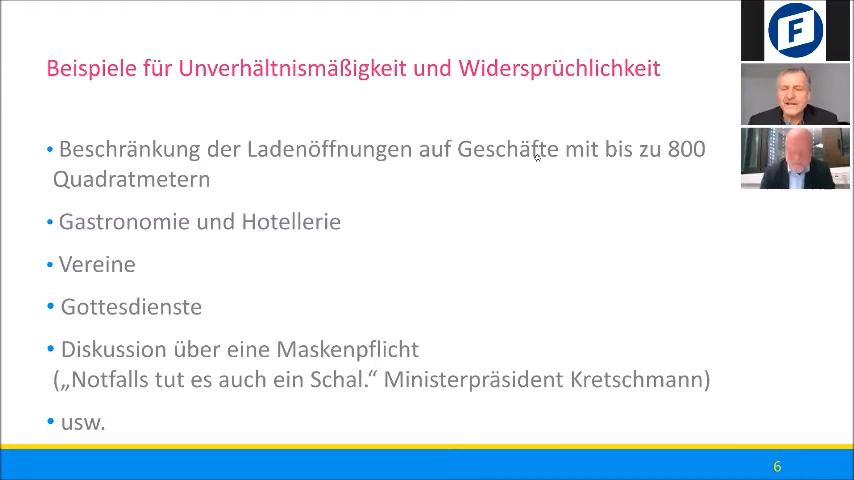 F
Beispiele für Unverhältnismäßigkeit und Widersprüchlichkeit
• Beschränkung der Ladenöffnungen auf Geschäfte mit bis zu 800
Quadratmetern
• Gastronomie und Hotellerie
• Vereine
• Gottesdienste
• Diskussion über eine Maskenpflicht
(„Notfalls tut es auch ein Schal.“ Ministerpräsident Kretschmann)
• usw.
6